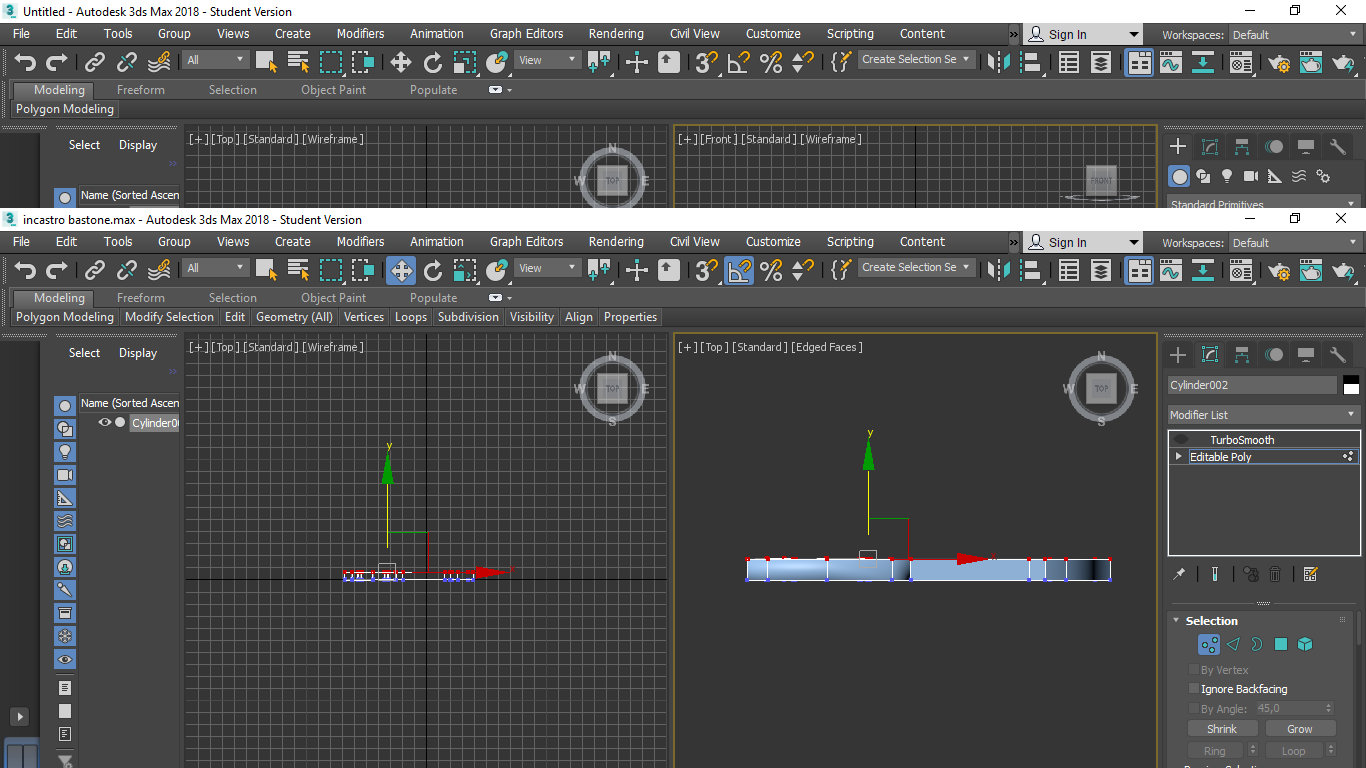 Untitled - Autodesk 3ds Max 2018 - Student Version
File Edit Tools Group Views Create Modifiers Animation Graph Editors Rendering Civil View Customize Scripting Content » Sign In Workspaces: Default
All View Create Selection Se
Modeling Freeform Selection Object Paint Populate
Polygon Modeling
Select Display [+] [Top] [Standard] [Wireframe] [+] [Front] [Standard] [Wireframe]
»
N
W TOP E FRONT
Name (Sorted Ascen
Standard Primitives
incastro bastone.max - Autodesk 3ds Max 2018 - Student Version
File Edit Tools Group Views Create Modifiers Animation Graph Editors Rendering Civil View Customize Scripting Content » Sign In Workspaces: Default
All View Create Selection Se
Modeling Freeform Selection Object Paint Populate
Polygon Modeling Modify Selection Edit Geometry (All) Vertices Loops Subdivision Visibility Align Properties
Select Display [+] [Top] [Standard] [Wireframe] [+] [Top] [Standard] [Edged Faces]
»
N N
W TOP E W TOP E
S S
Cylinder002
Name (Sorted Ascen
Modifier List
Cylinder00
y y
TurboSmooth
Editable Poly
x x
Selection
By Vertex
Ignore Backfacing
By Angle: 45,0
Shrink Grow
Ring Loop